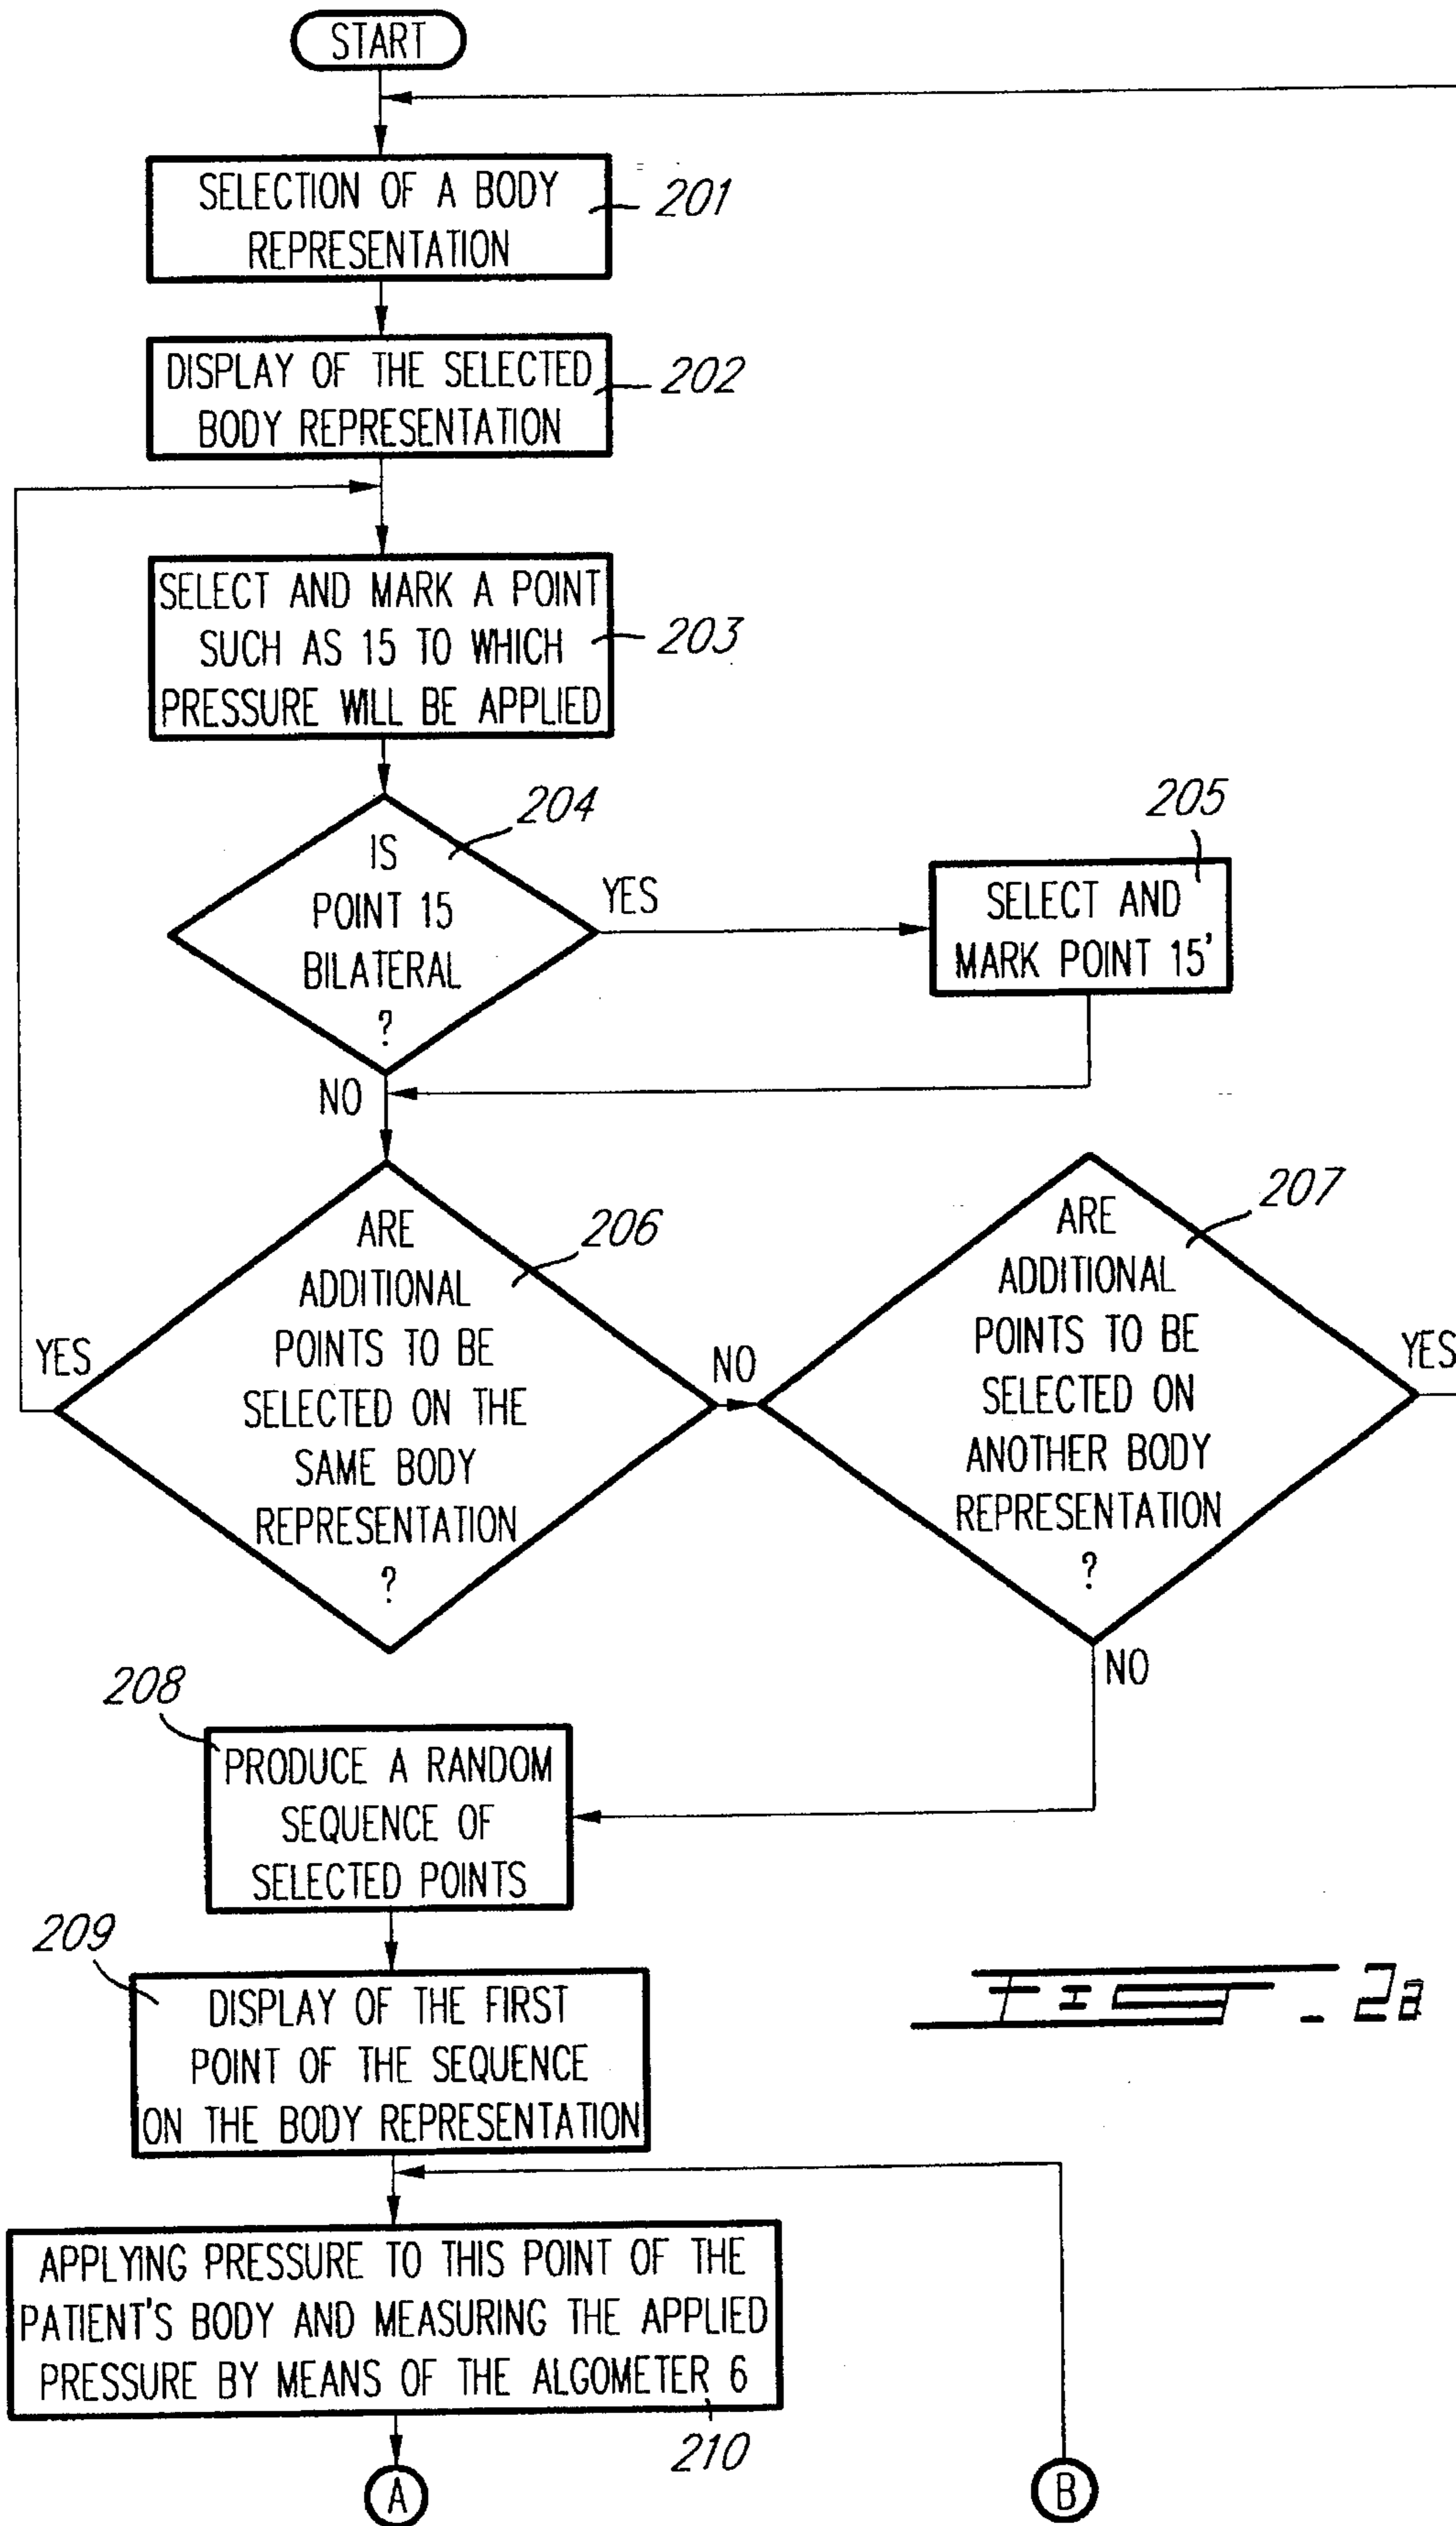 START
SELECTION OF A BODY
REPRESENTATION
201
DISPLAY OF THE SELECTED
BODY REPRESENTATION
202
SELECT AND MARK A POINT
SUCH AS 15 TO WHICH
PRESSURE WILL BE APPLIED
203
204
IS
POINT 15
BILATERAL
?
YES
205
SELECT AND
MARK POINT 15'
NO
206
ARE
ADDITIONAL
POINTS TO BE
SELECTED ON THE
SAME BODY
REPRESENTATION
?
YES
NO
207
ARE
ADDITIONAL
POINTS TO BE
SELECTED ON
ANOTHER BODY
REPRESENTATION
?
YES
NO
208
PRODUCE A RANDOM
SEQUENCE OF
SELECTED POINTS
209
DISPLAY OF THE FIRST
POINT OF THE SEQUENCE
ON THE BODY REPRESENTATION
FIG - 2a
APPLYING PRESSURE TO THIS POINT OF THE
PATIENT'S BODY AND MEASURING THE APPLIED
PRESSURE BY MEANS OF THE ALGOMETER 6
210
A
B